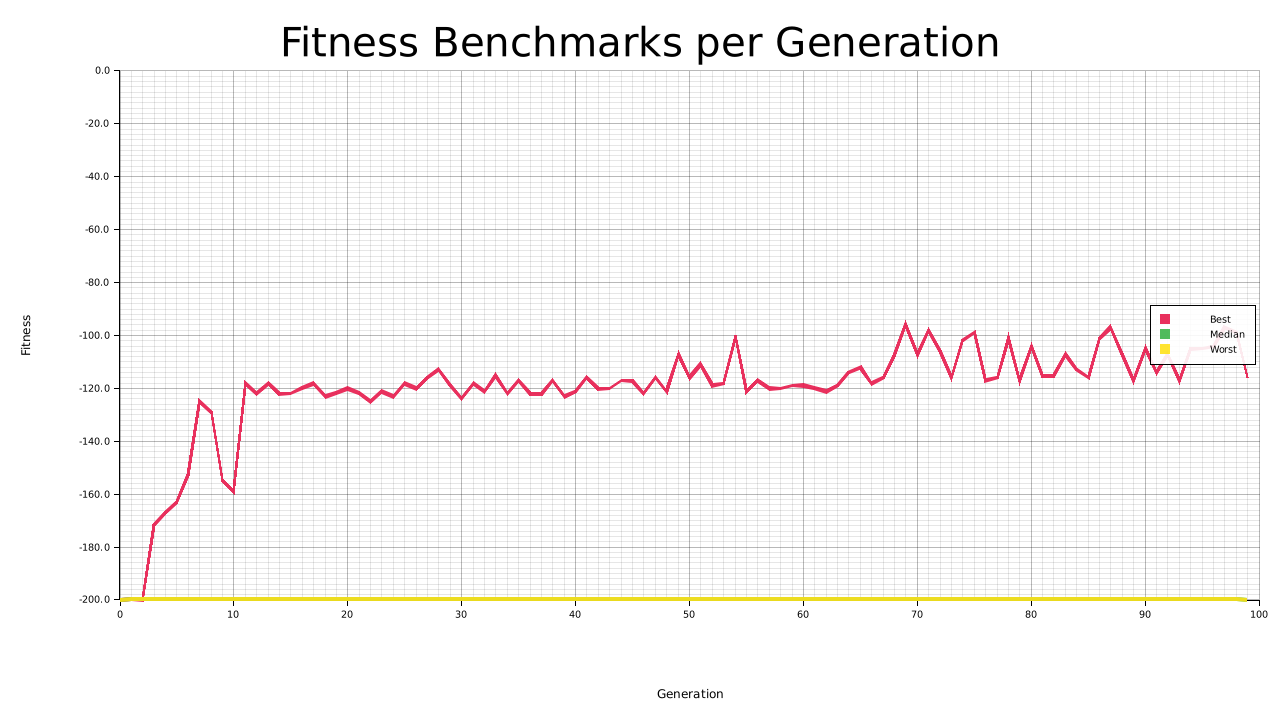 Fitness Benchmarks per Generation
0.0
-20.0
-40.0
-60.0
-80.0
-100.0
-120.0
-140.0
-160.0
-180.0
-200.0
Fitness
Best
Median
Worst
0 10 20 30 40 50 60 70 80 90 100
Generation